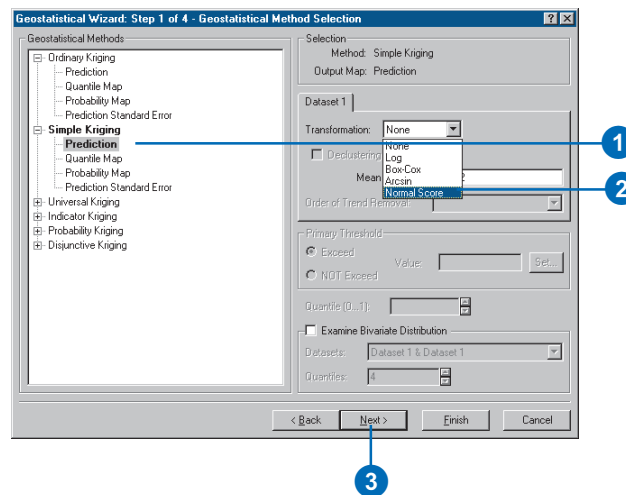 Geostatistical Wizard: Step 1 of 4 - Geostatistical Method Selection
Geostatistical Methods
Ordinary Kriging
Prediction
Quantile Map
Probability Map
Prediction Standard Error
Simple Kriging
Prediction
Quantile Map
Probability Map
Prediction Standard Error
Universal Kriging
Indicator Kriging
Probability Kriging
Disjunctive Kriging
Selection
Method: Simple Kriging
Output Map: Prediction
Dataset 1
Transformation: None
None
Log
Box-Cox
Arcsin
Normal Score
Declustering
Mean
2
Order of Trend Removal:
Primary Threshold
Exceed
NOT Exceed
Value:
Set...
Quantile (0...1):
Examine Bivariate Distribution
Datasets: Dataset 1 & Dataset 1
Quantiles: 4
< Back
Next >
Finish
Cancel
1
2
3